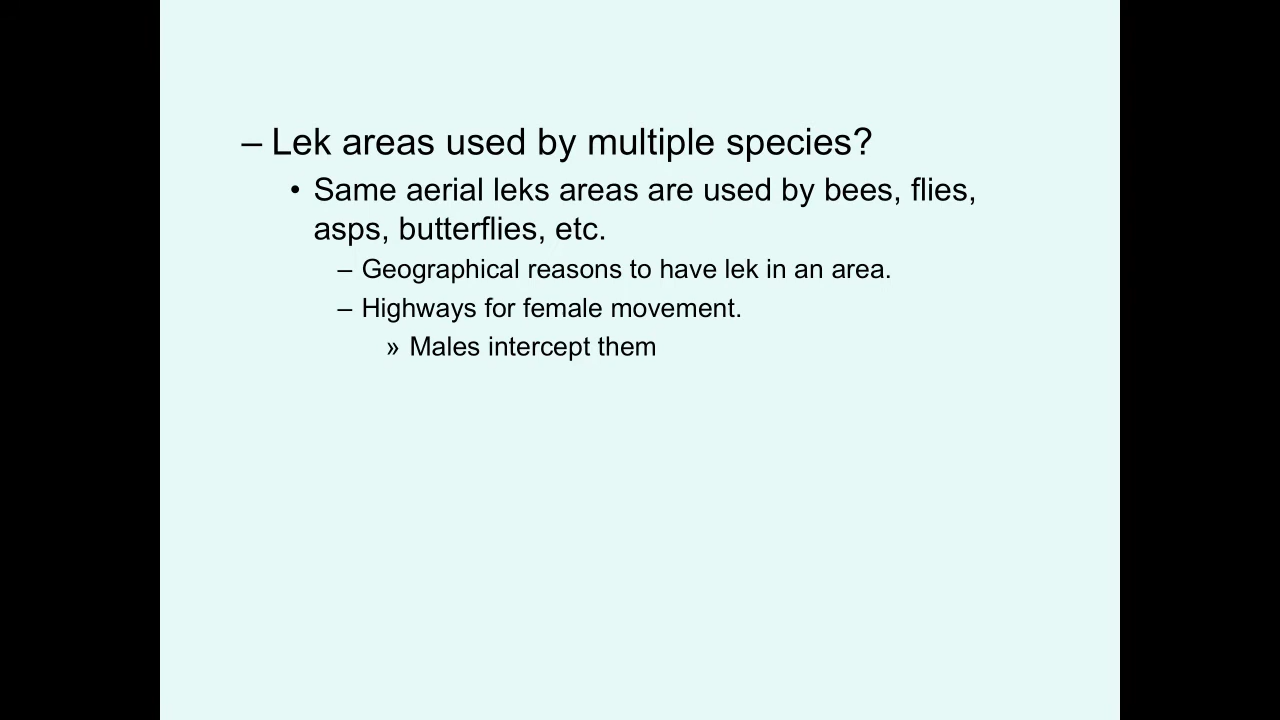 – Lek areas used by multiple species?
• Same aerial leks areas are used by bees, flies,
asps, butterflies, etc.
– Geographical reasons to have lek in an area.
– Highways for female movement.
» Males intercept them